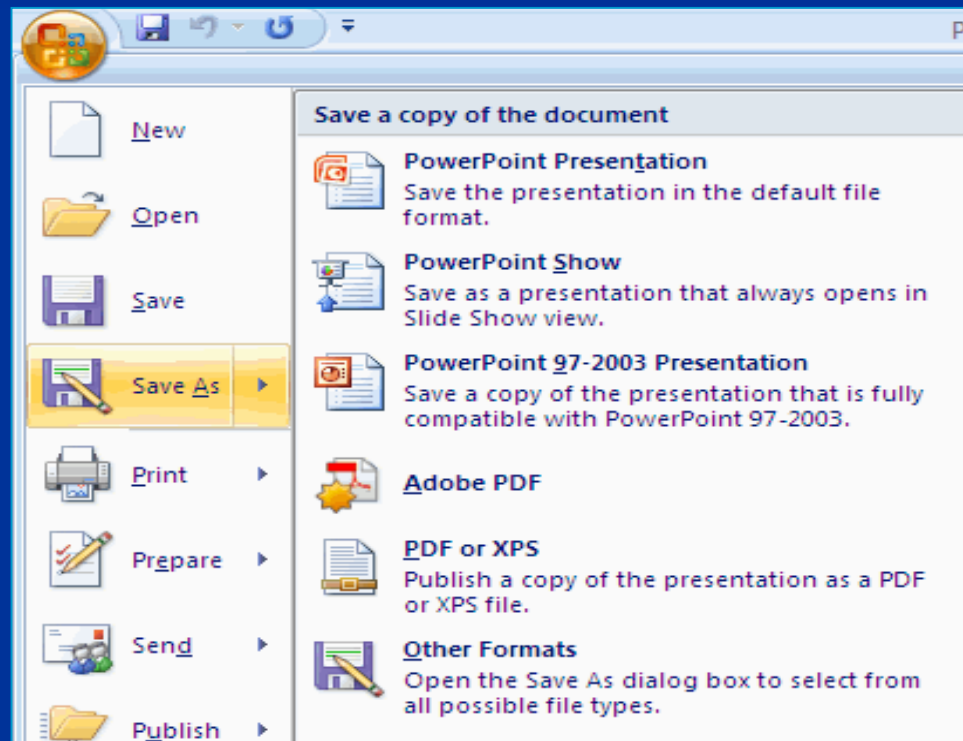 P
New
Open
Save
Save As
Print
Prepare
Send
Publish
Save a copy of the document
PowerPoint Presentation
Save the presentation in the default file
format.
PowerPoint Show
Save as a presentation that always opens in
Slide Show view.
PowerPoint 97-2003 Presentation
Save a copy of the presentation that is fully
compatible with PowerPoint 97-2003.
Adobe PDF
PDF or XPS
Publish a copy of the presentation as a PDF
or XPS file.
Other Formats
Open the Save As dialog box to select from
all possible file types.